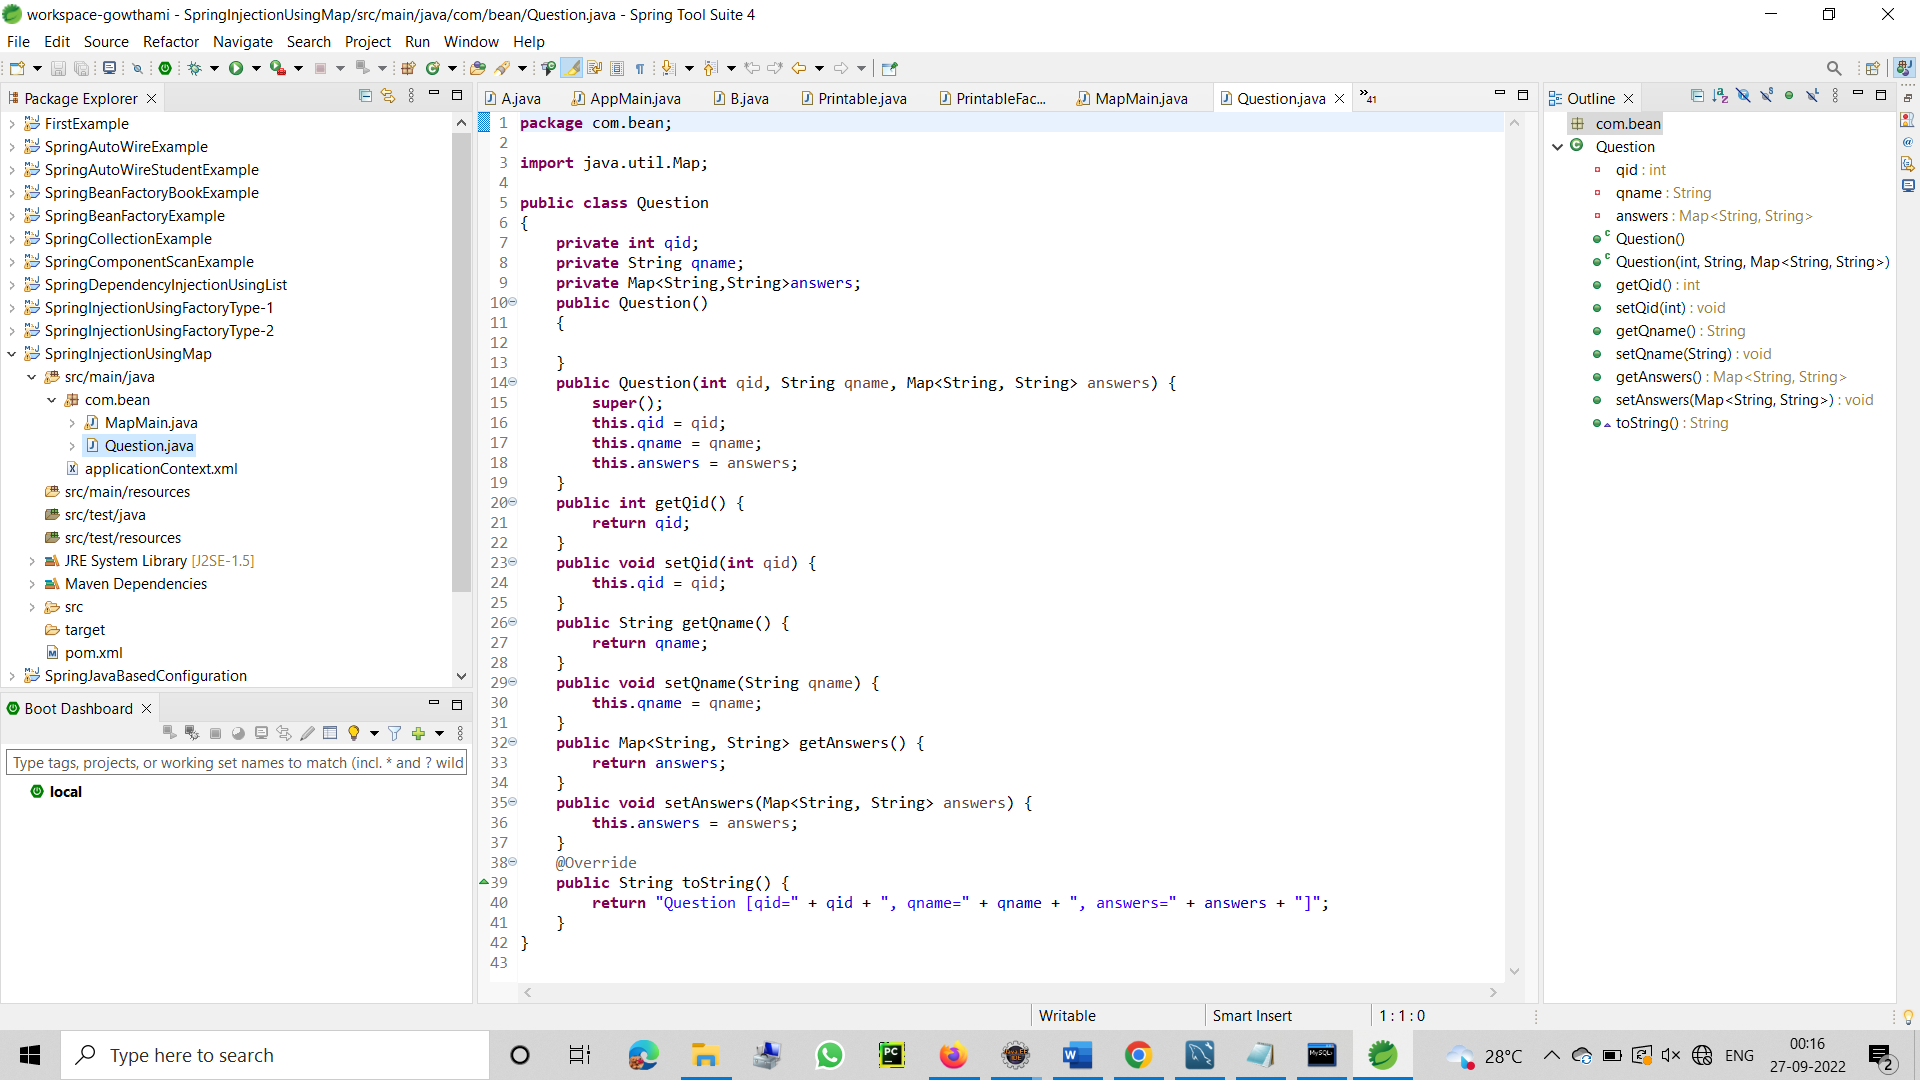 workspace-gowthami - SpringInjectionUsingMap/src/main/java/com/bean/Question.java - Spring Tool Suite 4
File Edit Source Refactor Navigate Search Project Run Window Help
Package Explorer
FirstExample
SpringAutoWireExample
SpringAutoWireStudentExample
SpringBeanFactoryBookExample
SpringBeanFactoryExample
SpringCollectionExample
SpringComponentScanExample
SpringDependencyInjectionUsingList
SpringInjectionUsingFactoryType-1
SpringInjectionUsingFactoryType-2
SpringInjectionUsingMap
src/main/java
com.bean
MapMain.java
Question.java
applicationContext.xml
src/main/resources
src/test/java
src/test/resources
JRE System Library [J2SE-1.5]
Maven Dependencies
src
target
pom.xml
SpringJavaBasedConfiguration
Boot Dashboard
Type tags, projects, or working set names to match (incl. * and ? wild
local
A.java AppMain.java B.java Printable.java PrintableFac... MapMain.java Question.java »41
1 package com.bean;
2
3 import java.util.Map;
4
5 public class Question
6 {
7 private int qid;
8 private String qname;
9 private Map<String,String>answers;
10 public Question()
11 {
12
13 }
14 public Question(int qid, String qname, Map<String, String> answers) {
15 super();
16 this.qid = qid;
17 this.qname = qname;
18 this.answers = answers;
19 }
20 public int getQid() {
21 return qid;
22 }
23 public void setQid(int qid) {
24 this.qid = qid;
25 }
26 public String getQname() {
27 return qname;
28 }
29 public void setQname(String qname) {
30 this.qname = qname;
31 }
32 public Map<String, String> getAnswers() {
33 return answers;
34 }
35 public void setAnswers(Map<String, String> answers) {
36 this.answers = answers;
37 }
38 @Override
39 public String toString() {
40 return "Question [qid=" + qid + ", qname=" + qname + ", answers=" + answers + "]";
41 }
42 }
43
Outline
com.bean
Question
qid : int
qname : String
answers : Map<String, String>
Question()
Question(int, String, Map<String, String>)
getQid() : int
setQid(int) : void
getQname() : String
setQname(String) : void
getAnswers() : Map<String, String>
setAnswers(Map<String, String>) : void
toString() : String
Writable Smart Insert 1 : 1 : 0
Type here to search
28°C ENG 00:16
27-09-2022
2